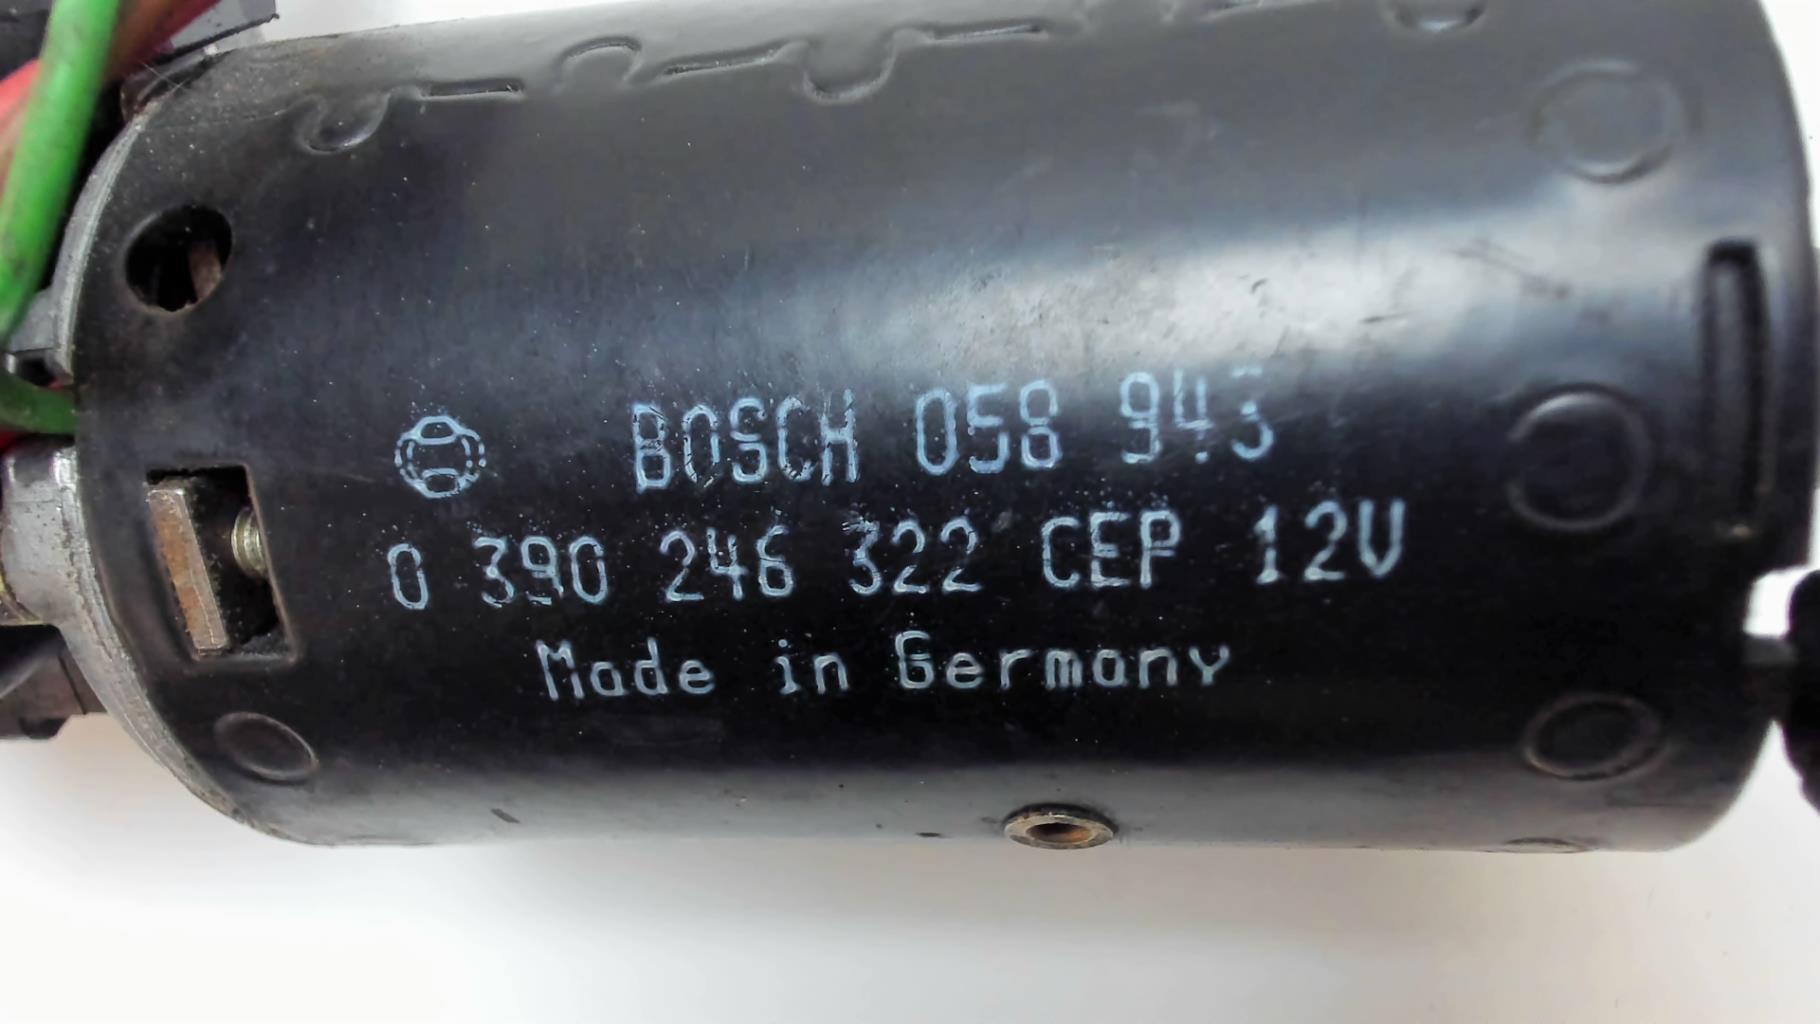 BOSCH 058 943
0 390 246 322 CEP 12V
Made in Germany